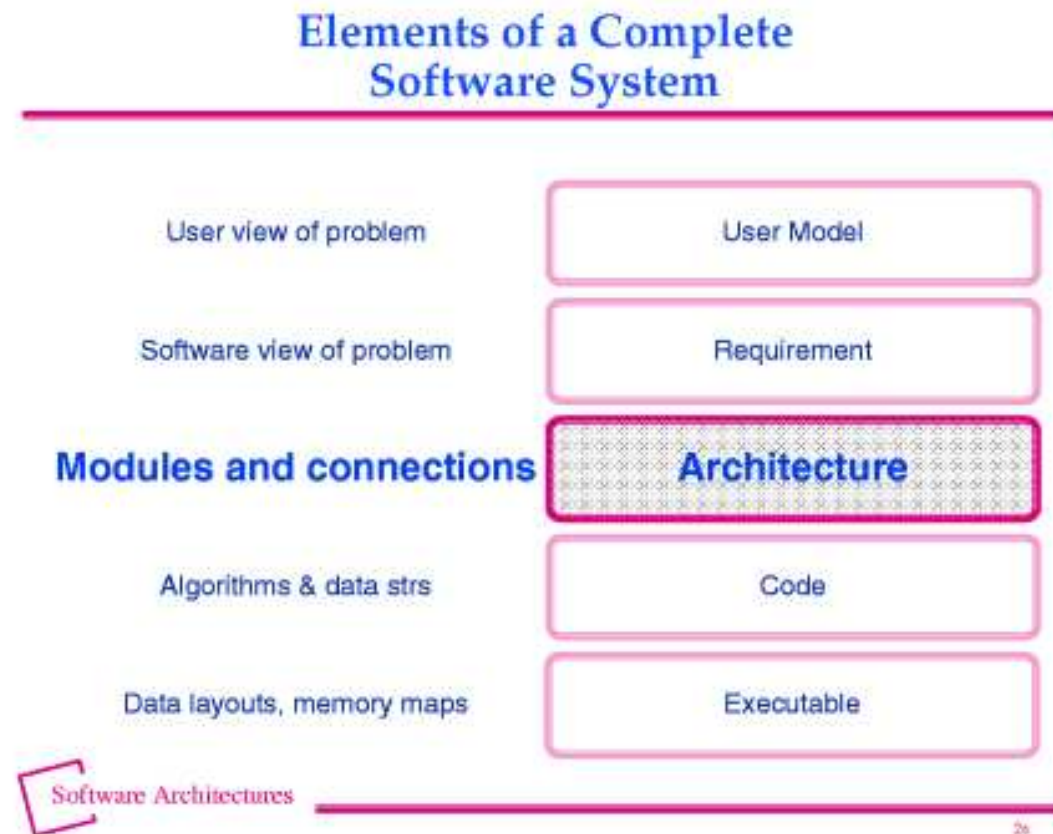 Elements of a Complete
Software System
User view of problem
User Model
Software view of problem
Requirement
Modules and connections
Architecture
Algorithms & data strs
Code
Data layouts, memory maps
Executable
Software Architectures